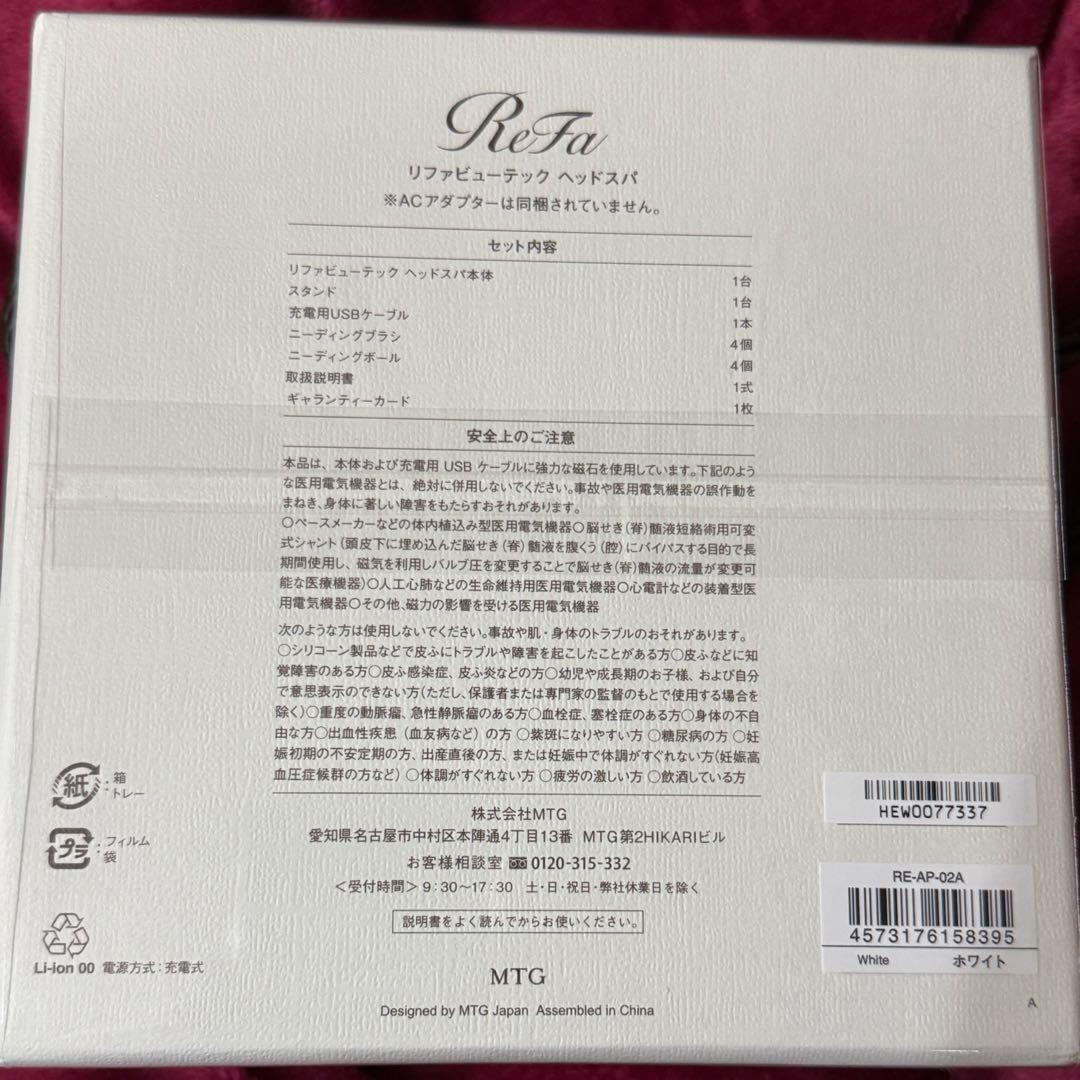 ReFa
リファビューテック ヘッドスパ
※ACアダプターは同梱されていません。
セット内容
リファビューテック ヘッドスパ本体 1台
スタンド 1台
充電用USBケーブル 1本
ニーディングブラシ 4個
ニーディングボール 4個
取扱説明書 1式
ギャランティーカード 1枚
安全上のご注意
本品は、本体および充電用 USB ケーブルに強力な磁石を使用しています。下記のよう
な医用電気機器とは、絶対に併用しないでください。事故や医用電気機器の誤作動を
まねき、身体に著しい障害をもたらすおそれがあります。
○ペースメーカーなどの体内植込み型医用電気機器○脳せき(脊)髄液短絡術用可変
式シャント(頭皮下に埋め込んだ脳せき(脊)髄液を腹くう(腔)にバイパスする目的で長
期間使用し、磁気を利用しバルブ圧を変更することで脳せき(脊)髄液の流量が変更可
能な医療機器)○人工心肺などの生命維持用医用電気機器○心電計などの装着型医
用電気機器○その他、磁力の影響を受ける医用電気機器
次のような方は使用しないでください。事故や肌・身体のトラブルのおそれがあります。
○シリコーン製品などで皮ふにトラブルや障害を起こしたことがある方○皮ふなどに知
覚障害のある方○皮ふ感染症、皮ふ炎などの方○幼児や成長期のお子様、および自分
で意思表示のできない方(ただし、保護者または専門家の監督のもとで使用する場合を
除く)○重度の動脈瘤、急性静脈瘤のある方○血栓症、塞栓症のある方○身体の不自
由な方○出血性疾患(血友病など)の方○紫斑になりやすい方○糖尿病の方○妊
娠初期の不安定期の方、出産直後の方、または妊娠中で体調がすぐれない方(妊娠高
血圧症候群の方など)○体調がすぐれない方○疲労の激しい方○飲酒している方
紙 : 箱
トレー
プラ : フィルム
袋
Li-ion 00 電源方式:充電式
株式会社MTG
愛知県名古屋市中村区本陣通4丁目13番 MTG第2HIKARIビル
お客様相談室 0120-315-332
<受付時間> 9:30~17:30 土・日・祝日・弊社休業日を除く
説明書をよく読んでからお使いください。
MTG
Designed by MTG Japan Assembled in China
HEW0077337
RE-AP-02A
4573176158395
White ホワイト
A